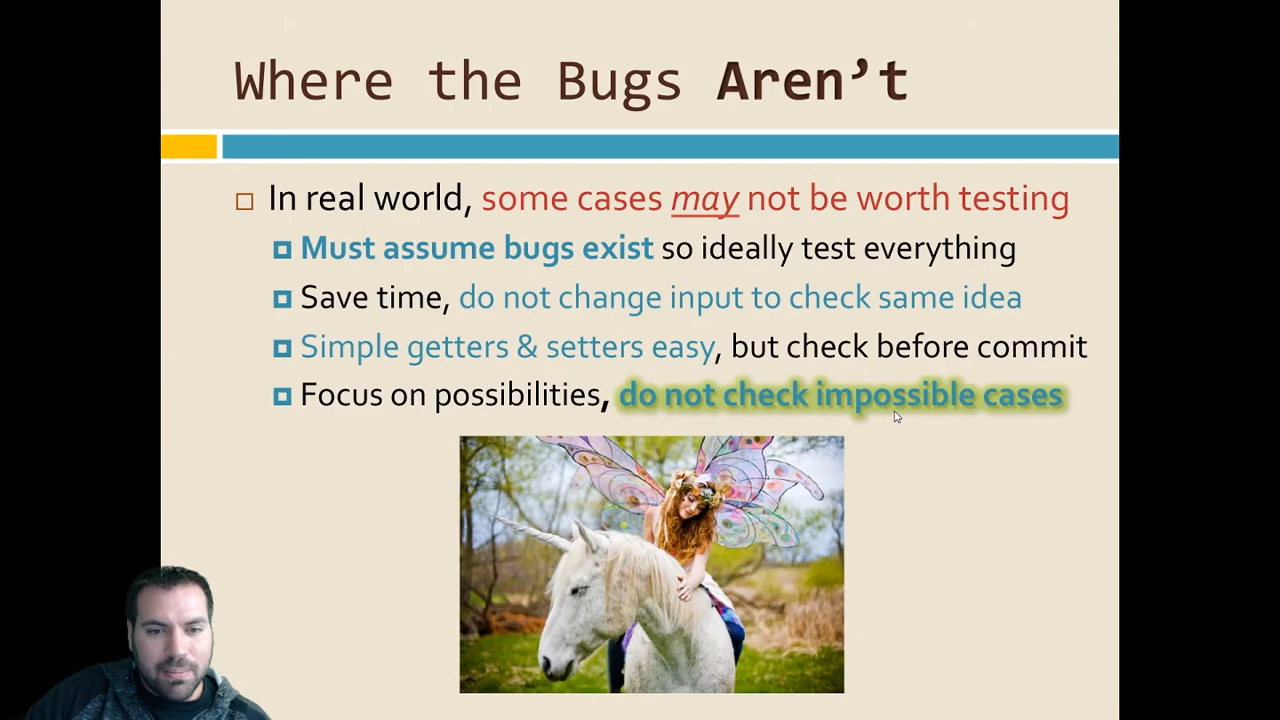 Where the Bugs Aren’t
In real world, some cases may not be worth testing
Must assume bugs exist so ideally test everything
Save time, do not change input to check same idea
Simple getters & setters easy, but check before commit
Focus on possibilities, do not check impossible cases